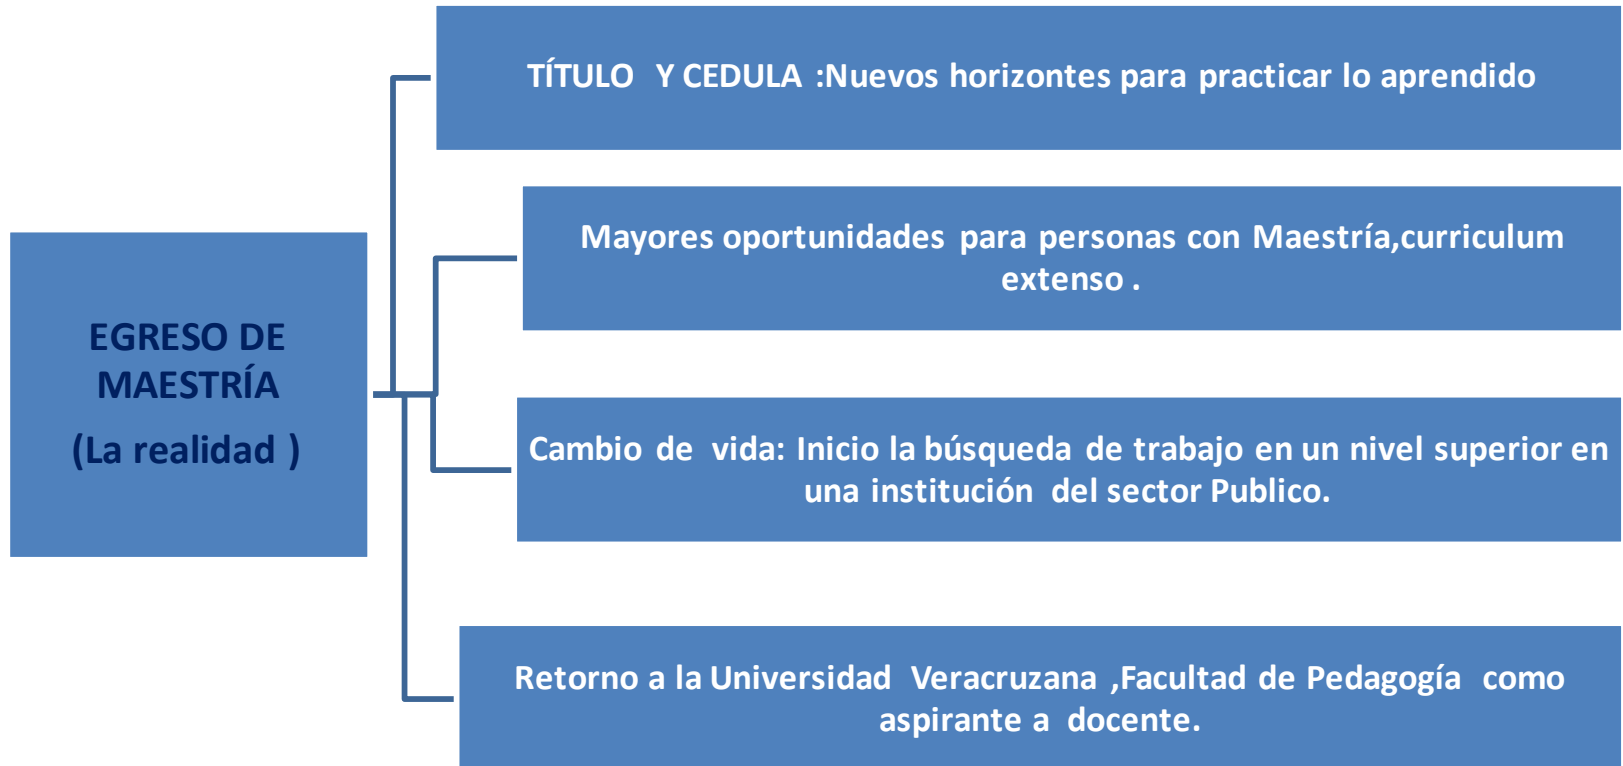 TÍTULO Y CEDULA :Nuevos horizontes para practicar lo aprendido
Mayores oportunidades para personas con Maestría,curriculum
extenso .
EGRESO DE
MAESTRÍA
(La realidad )
Cambio de vida: Inicio la búsqueda de trabajo en un nivel superior en
una institución del sector Publico.
Retorno a la Universidad Veracruzana ,Facultad de Pedagogía como
aspirante a docente.